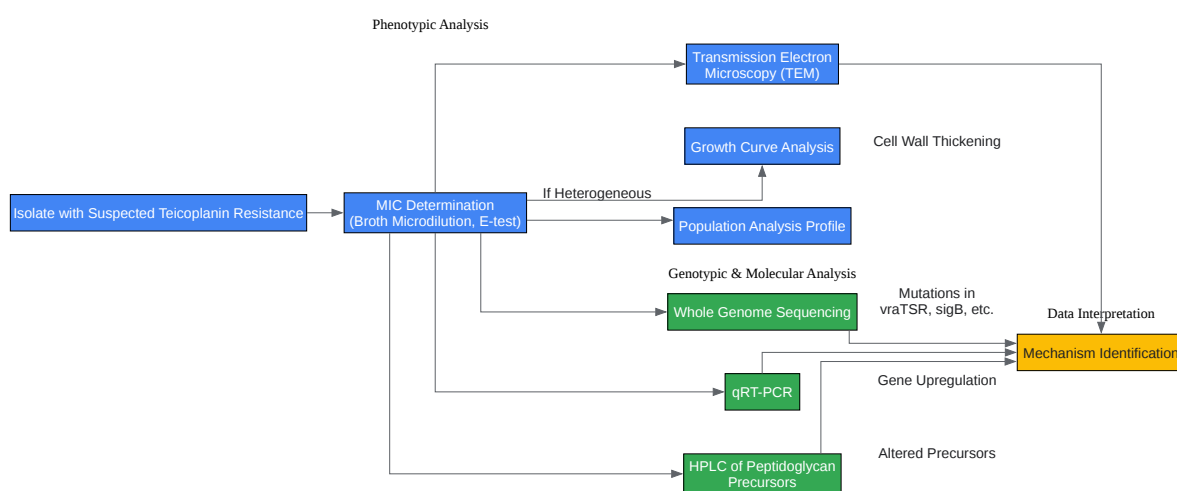 Phenotypic Analysis
Transmission Electron
Microscopy (TEM)
Growth Curve Analysis
Cell Wall Thickening
If Heterogeneous
Isolate with Suspected Teicoplanin Resistance
MIC Determination
(Broth Microdilution, E-test)
Population Analysis Profile
Genotypic & Molecular Analysis
Whole Genome Sequencing
Mutations in
vraTSR, sigB, etc.
Data Interpretation
Mechanism Identification
qRT-PCR
Gene Upregulation
HPLC of Peptidoglycan
Precursors
Altered Precursors